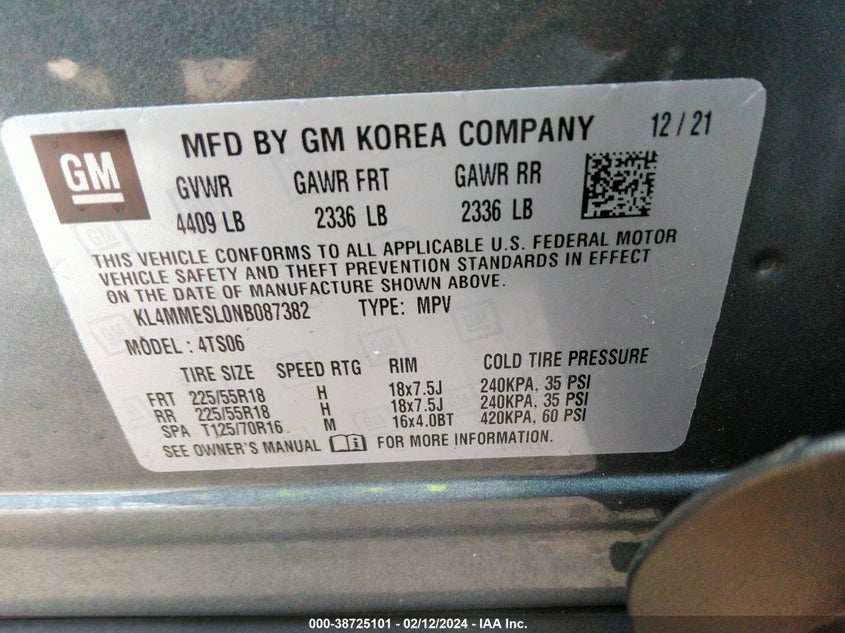 GM
MFD BY GM KOREA COMPANY 12 / 21
GVWR GAWR FRT GAWR RR
4409 LB 2336 LB 2336 LB
THIS VEHICLE CONFORMS TO ALL APPLICABLE U.S. FEDERAL MOTOR
VEHICLE SAFETY AND THEFT PREVENTION STANDARDS IN EFFECT
ON THE DATE OF MANUFACTURE SHOWN ABOVE.
KL4MMESL0NB087382 TYPE: MPV
MODEL : 4TS06
TIRE SIZE SPEED RTG RIM COLD TIRE PRESSURE
FRT 225/55R18 H 18x7.5J 240KPA, 35 PSI
RR 225/55R18 H 18x7.5J 240KPA, 35 PSI
SPA T125/70R16 M 16x4.0BT 420KPA, 60 PSI
SEE OWNER'S MANUAL FOR MORE INFORMATION.
000-38725101 - 02/12/2024 - IAA Inc.